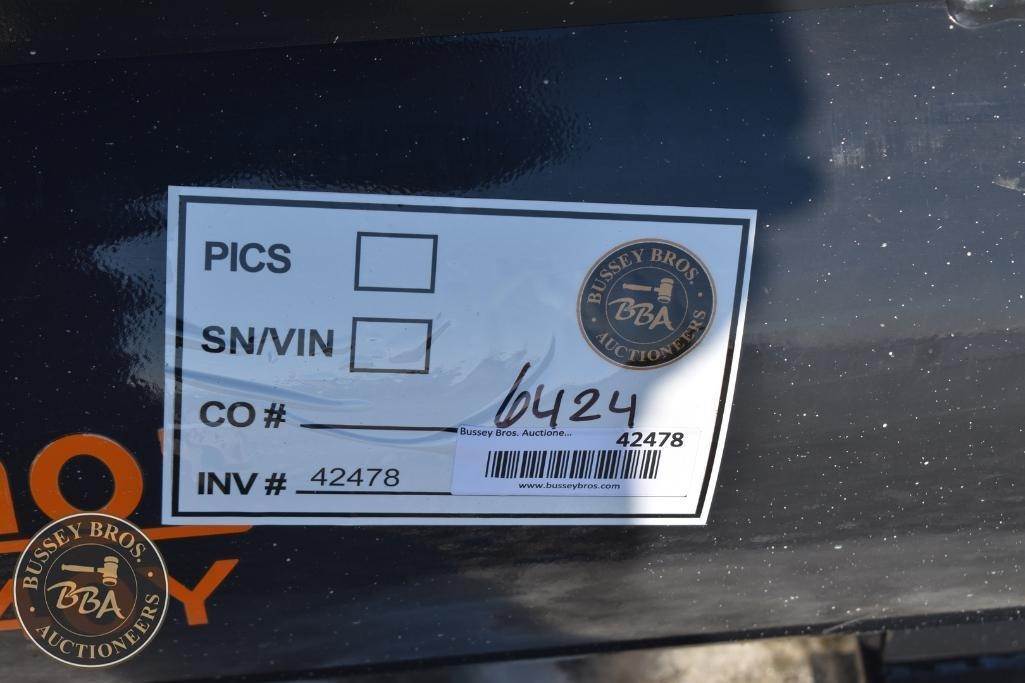 PICS
BUSSEY BROS.
BBA
AUCTIONEERS
SN/VIN
CO #
6424
Bussey Bros. Auctione...
42478
INV # 42478
www.busseybros.com
BUSSEY BROS.
BBA
AUCTIONEERS